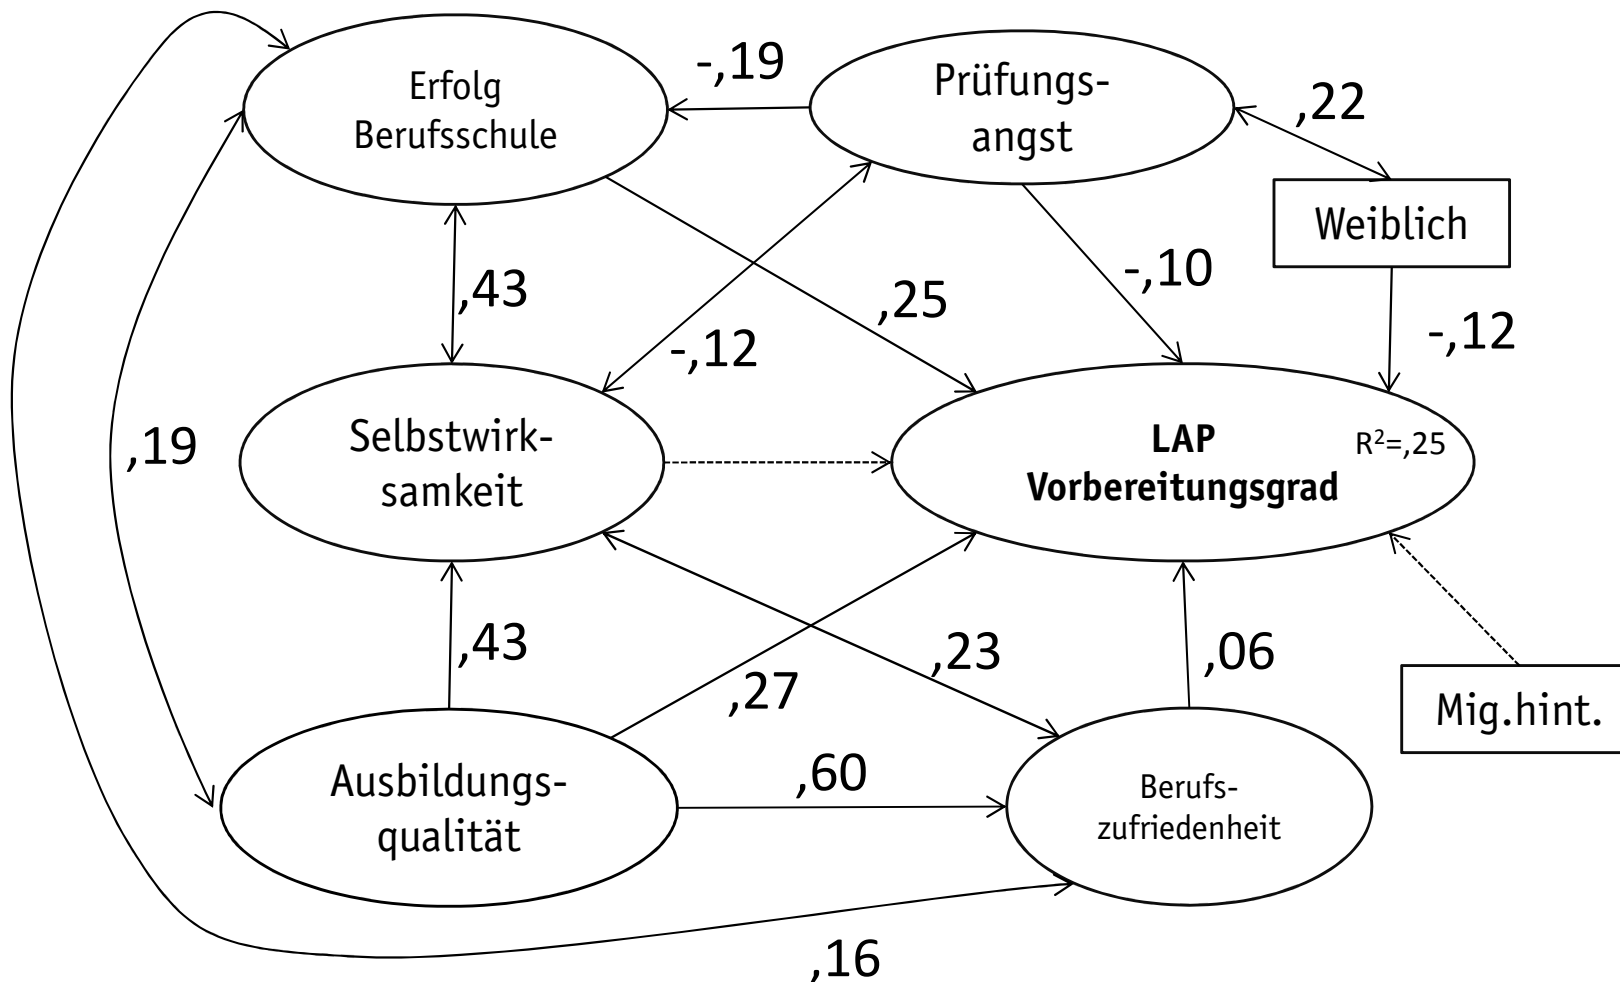 Erfolg
Berufsschule
-,19
Prüfungs-
angst
,22
Weiblich
,43
-,12
,25
-,10
-,12
,19
Selbstwirk-
samkeit
LAP
Vorbereitungsgrad
R²=,25
,43
,27
,23
,06
Mig.hint.
Ausbildungs-
qualität
,60
Berufs-
zufriedenheit
,16